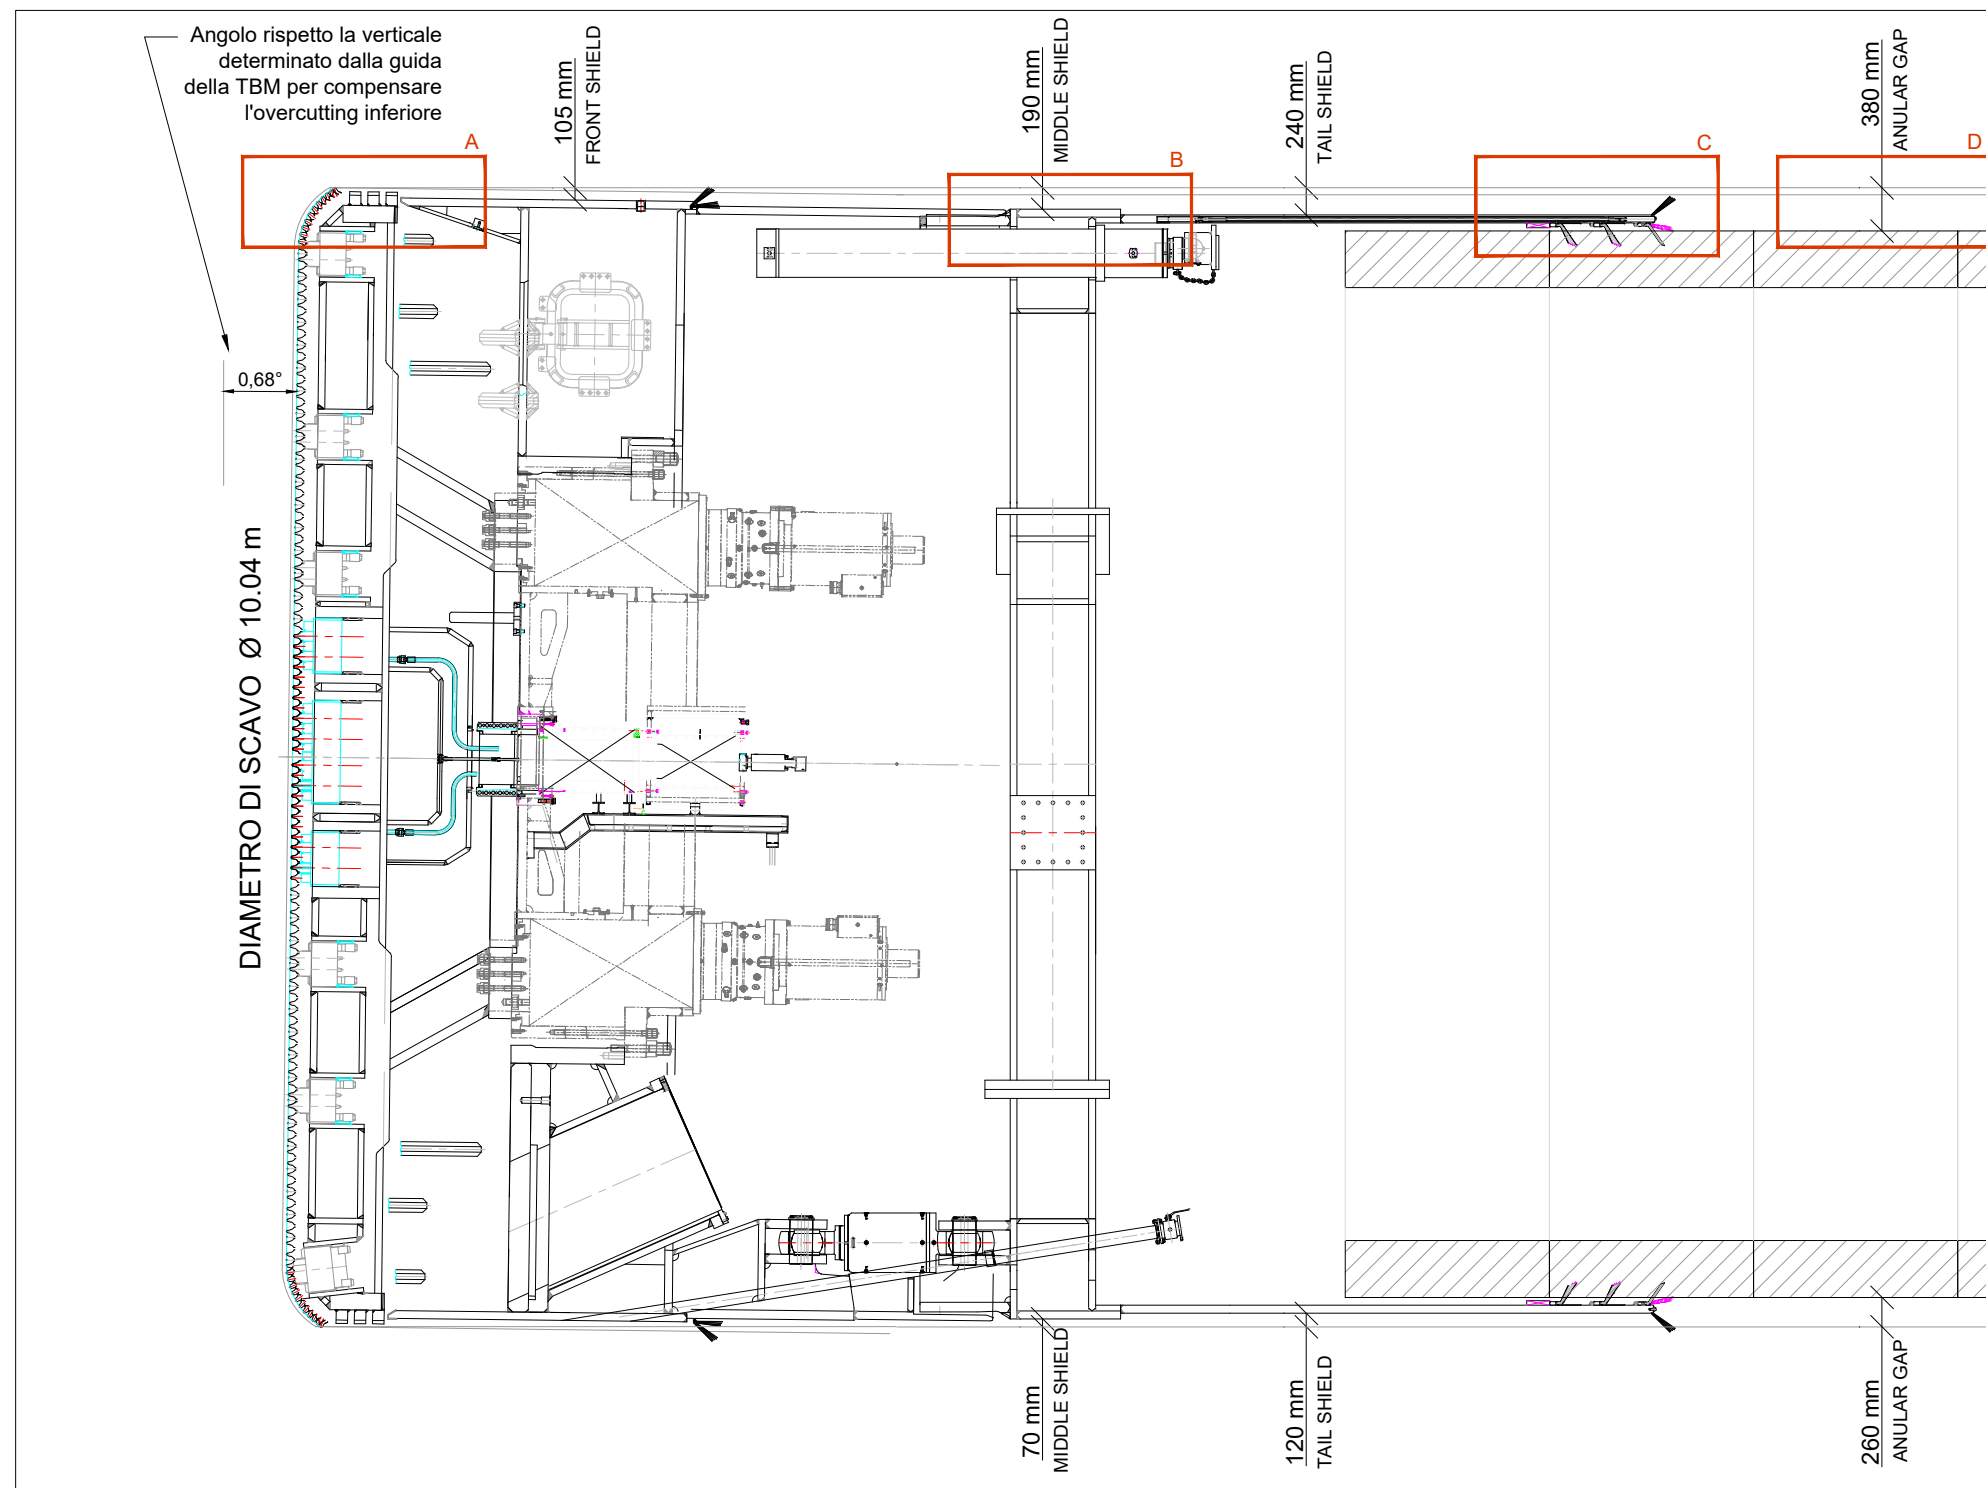 Angolo rispetto la verticale
determinato dalla guida
della TBM per compensare
l'overcutting inferiore
105 mm
FRONT SHIELD
190 mm
MIDDLE SHIELD
240 mm
TAIL SHIELD
380 mm
ANULAR GAP
A
B
C
D
0,68°
DIAMETRO DI SCAVO Ø 10.04 m
70 mm
MIDDLE SHIELD
120 mm
TAIL SHIELD
260 mm
ANULAR GAP